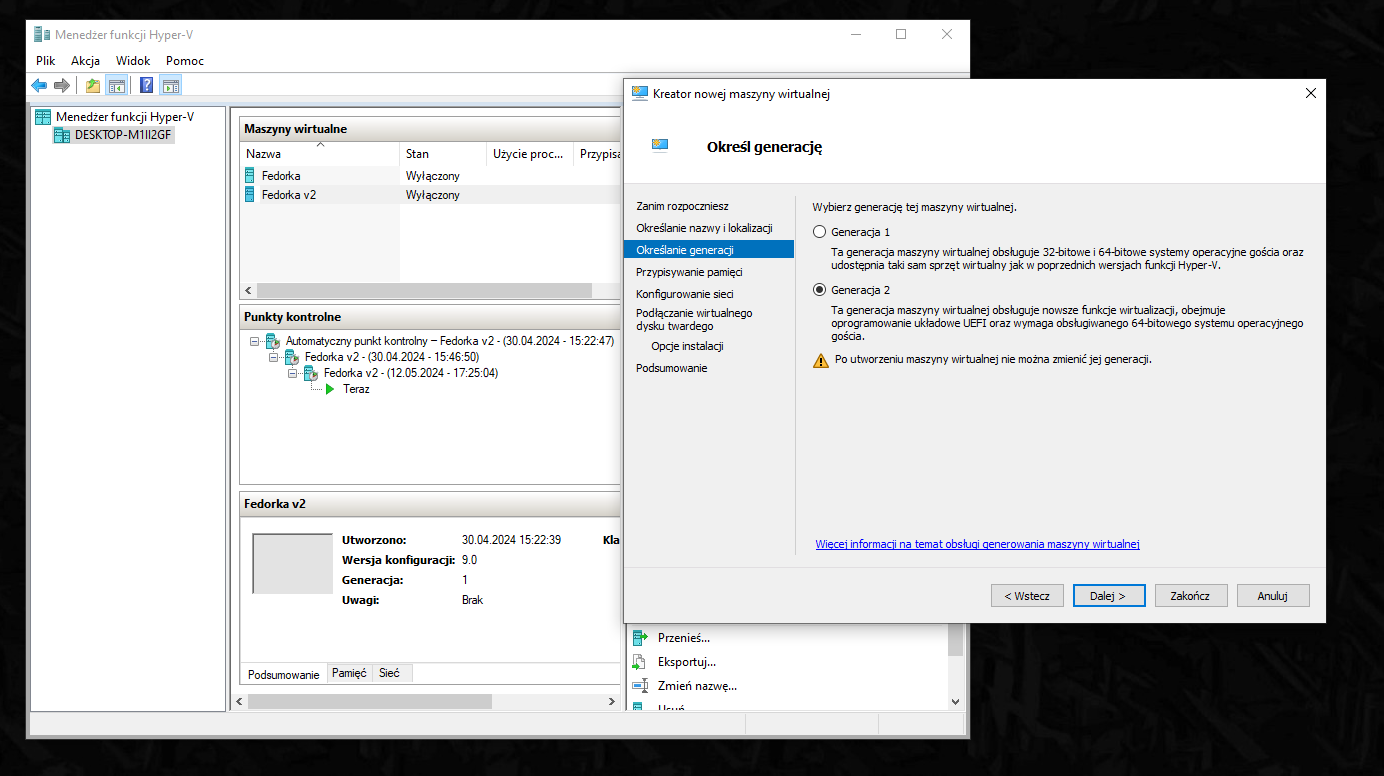 Menedżer funkcji Hyper-V
Plik Akcja Widok Pomoc
Menedżer funkcji Hyper-V
DESKTOP-M1II2GF
Maszyny wirtualne
Nazwa Stan Użycie proc... Przypisa
Fedorka Wyłączony
Fedorka v2 Wyłączony
Punkty kontrolne
Automatyczny punkt kontrolny – Fedorka v2 - (30.04.2024 - 15:22:47)
Fedorka v2 - (30.04.2024 - 15:46:50)
Fedorka v2 - (12.05.2024 - 17:25:04)
Teraz
Fedorka v2
Utworzono: 30.04.2024 15:22:39 Kla
Wersja konfiguracji: 9.0
Generacja: 1
Uwagi: Brak
Podsumowanie Pamięć Sieć
Kreator nowej maszyny wirtualnej
Określ generację
Zanim rozpoczniesz
Określanie nazwy i lokalizacji
Określanie generacji
Przypisywanie pamięci
Konfigurowanie sieci
Podłączanie wirtualnego
dysku twardego
Opcje instalacji
Podsumowanie
Wybierz generację tej maszyny wirtualnej.
Generacja 1
Ta generacja maszyny wirtualnej obsługuje 32-bitowe i 64-bitowe systemy operacyjne gościa oraz
udostępnia taki sam sprzęt wirtualny jak w poprzednich wersjach funkcji Hyper-V.
Generacja 2
Ta generacja maszyny wirtualnej obsługuje nowsze funkcje wirtualizacji, obejmuje
oprogramowanie układowe UEFI oraz wymaga obsługiwanego 64-bitowego systemu operacyjnego
gościa.
Po utworzeniu maszyny wirtualnej nie można zmienić jej generacji.
Więcej informacji na temat obsługi generowania maszyny wirtualnej
< Wstecz Dalej > Zakończ Anuluj
Przenieś...
Eksportuj...
Zmień nazwę...
Usuń